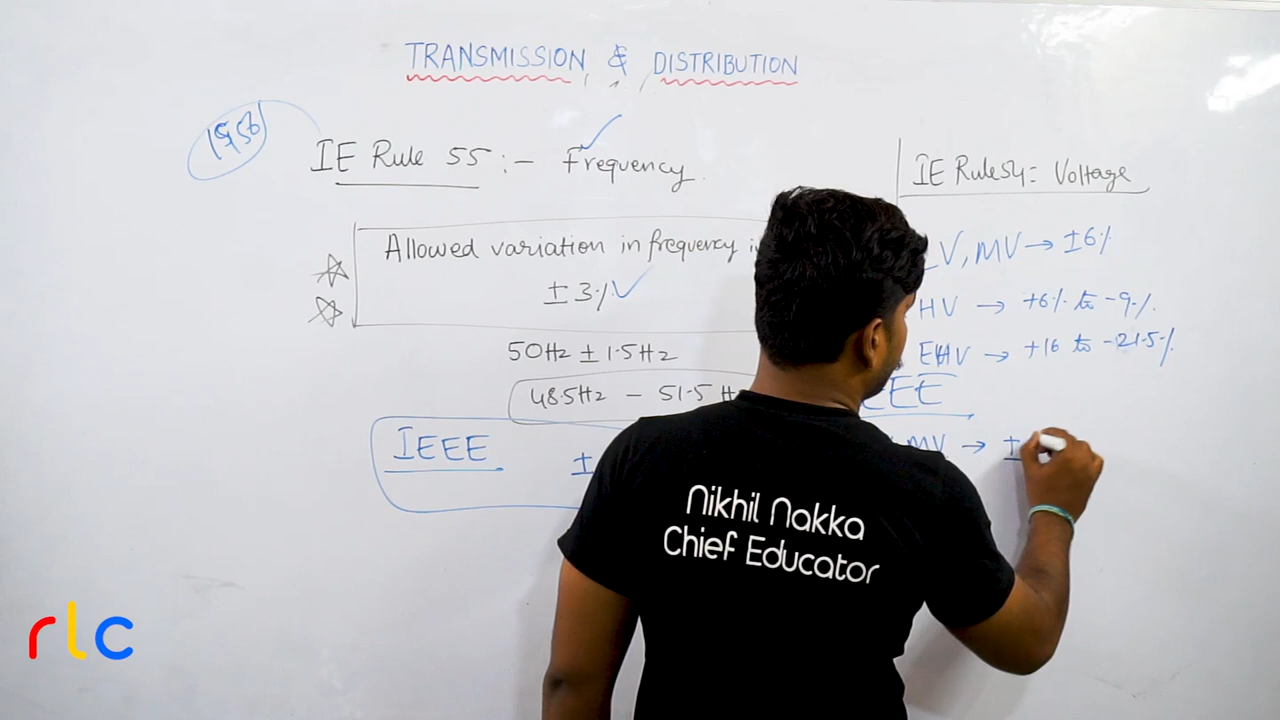 TRANSMISSION & DISTRIBUTION
1956
IE Rule 55:- Frequency
Allowed variation in frequency
± 3%
50Hz ± 1.5Hz
48.5Hz - 51.5 H
IEEE ±
IE Rule54: Voltage
LV, MV → ±6%
HV → +6% to -9%
EHV → +16 to -21.5%
EEE
MV → ±
Nikhil Nakka
Chief Educator
rlc